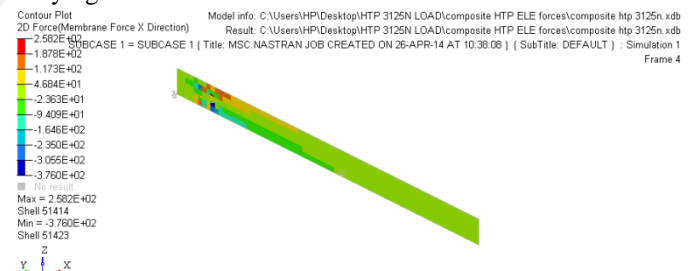 Contour Plot
2D Force(Membrane Force X Direction)
Model info: C:\Users\HP\Desktop\HTP 3125N LOAD\composite HTP ELE forces\composite htp 3125n.xdb
Result: C:\Users\HP\Desktop\HTP 3125N LOAD\composite HTP ELE forces\composite htp 3125n.xdb
SUBCASE 1 = SUBCASE 1 { Title: MSC.NASTRAN JOB CREATED ON 26-APR-14 AT 10:38:08 } { SubTitle: DEFAULT } : Simulation 1
Frame 4
2.582E+02
1.878E+02
1.173E+02
4.684E+01
-2.363E+01
-9.409E+01
-1.646E+02
-2.350E+02
-3.055E+02
-3.760E+02
No result
Max = 2.582E+02
Shell 51414
Min = -3.760E+02
Shell 51423
Z
Y X